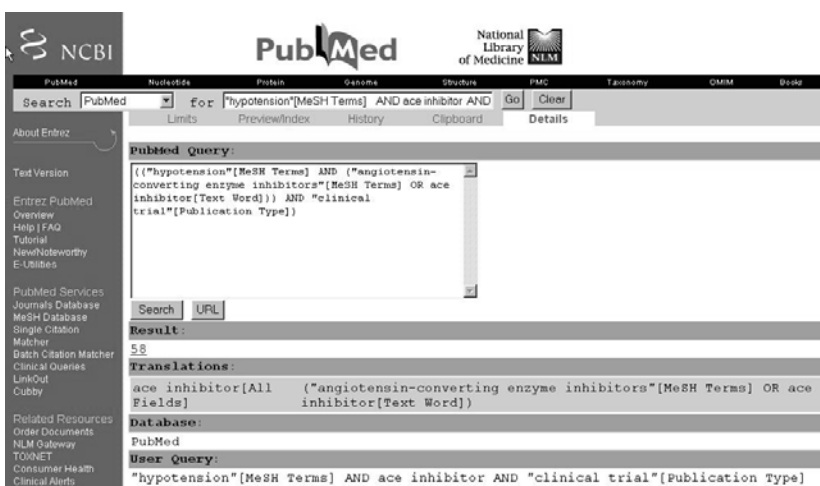 NCBI
PubMed
National
Library
of Medicine NLM
PubMed Nucleotide Protein Genome Structure PMC Taxonomy OMIM Books
Search PubMed for "hypotension"[MeSH Terms] AND ace inhibitor AND Go Clear
Limits Preview/Index History Clipboard Details
About Entrez
Text Version
Entrez PubMed
Overview
Help | FAQ
Tutorial
New/Noteworthy
E-Utilities
PubMed Services
Journals Database
MeSH Database
Single Citation
Matcher
Batch Citation Matcher
Clinical Queries
LinkOut
Cubby
Related Resources
Order Documents
NLM Gateway
TOXNET
Consumer Health
Clinical Alerts
PubMed Query:
(("hypotension"[MeSH Terms] AND ("angiotensin-
converting enzyme inhibitors"[MeSH Terms] OR ace
inhibitor[Text Word])) AND "clinical
trial"[Publication Type])
Search URL
Result:
58
Translations:
ace inhibitor[All ("angiotensin-converting enzyme inhibitors"[MeSH Terms] OR ace
Fields] inhibitor[Text Word])
Database:
PubMed
User Query:
"hypotension"[MeSH Terms] AND ace inhibitor AND "clinical trial"[Publication Type]